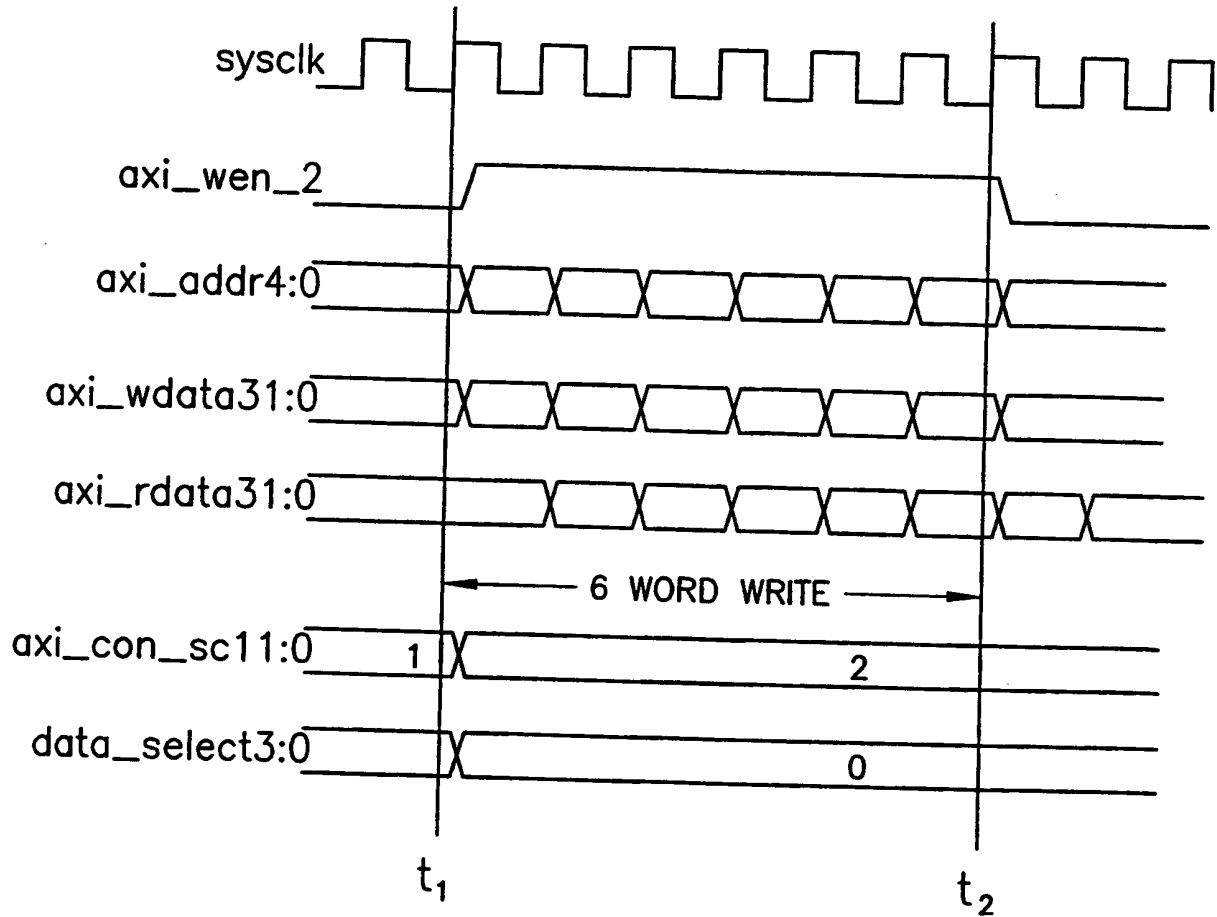 sysclk
axi_wen_2
axi_addr4:0
axi_wdata31:0
axi_rdata31:0
6 WORD WRITE
axi_con_sc11:0 1 2
data_select3:0 0
t1 t2